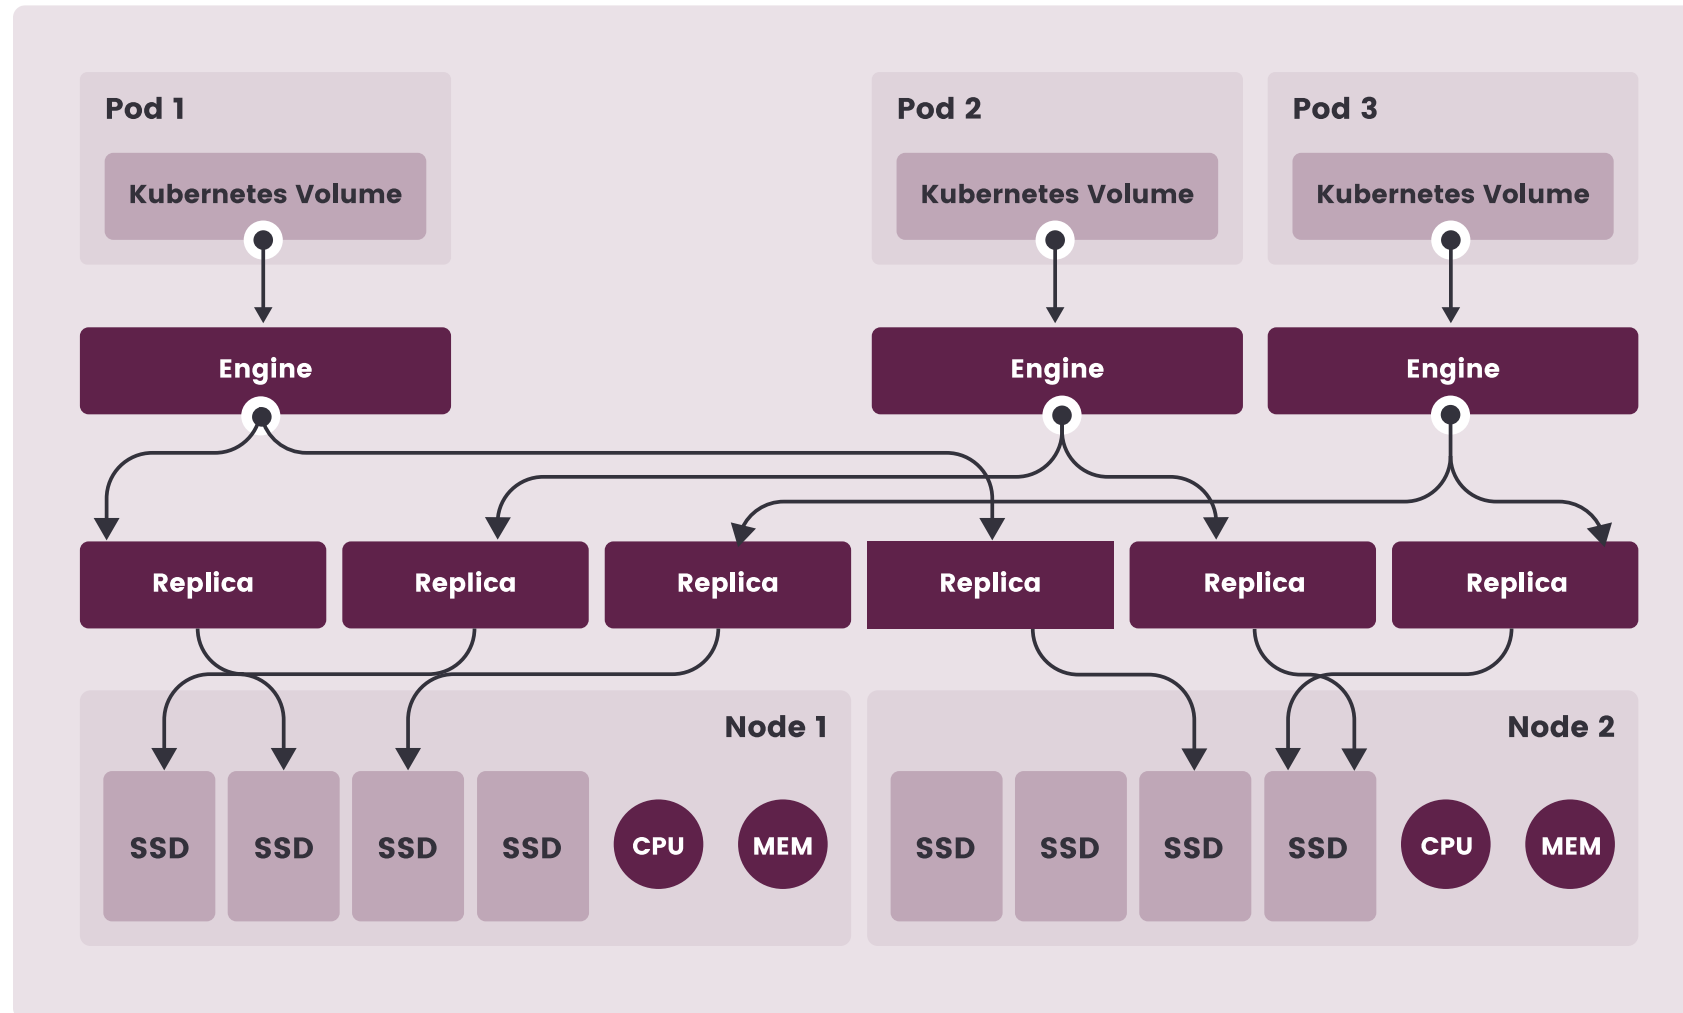 Pod 1
Pod 2
Pod 3
Kubernetes Volume
Kubernetes Volume
Kubernetes Volume
Engine
Engine
Engine
Replica
Replica
Replica
Replica
Replica
Replica
Node 1
Node 2
SSD
SSD
SSD
SSD
CPU
MEM
SSD
SSD
SSD
SSD
CPU
MEM